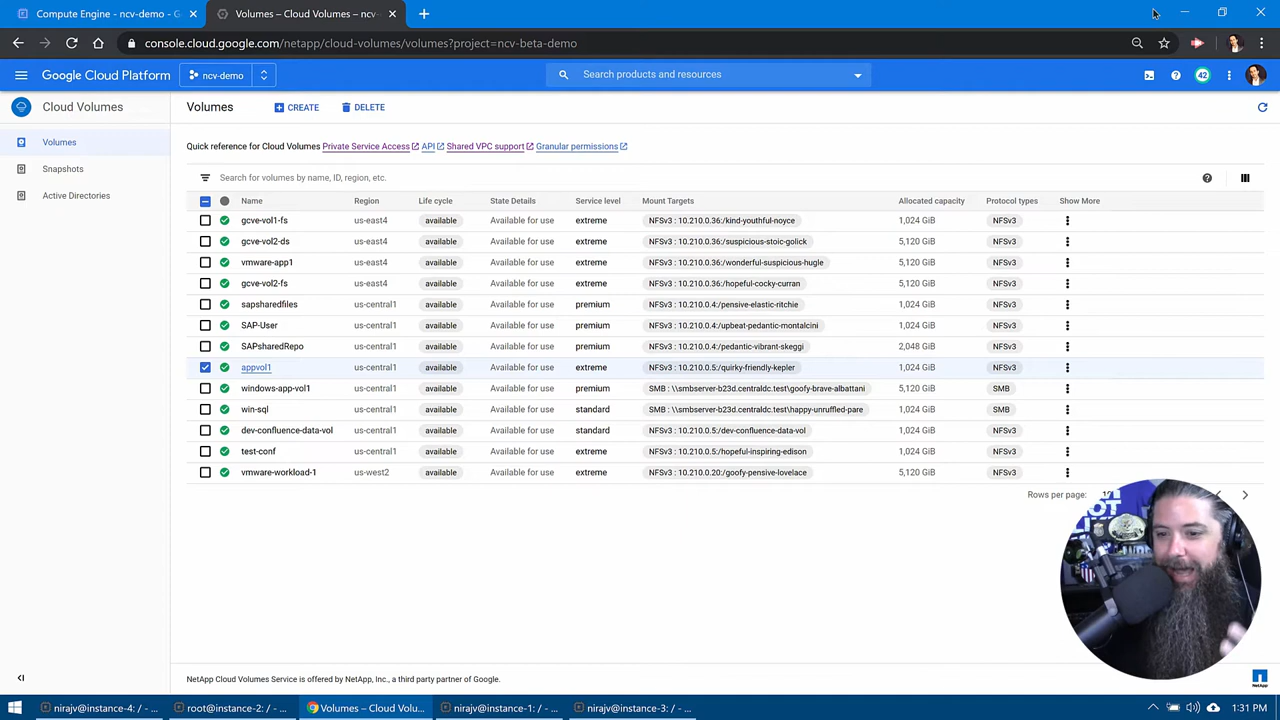 Compute Engine - ncv-demo - G
Volumes – Cloud Volumes – ncv-
console.cloud.google.com/netapp/cloud-volumes/volumes?project=ncv-beta-demo
Google Cloud Platform ncv-demo Search products and resources 42
Cloud Volumes
Volumes
Snapshots
Active Directories
Volumes CREATE DELETE
Quick reference for Cloud Volumes Private Service Access API Shared VPC support Granular permissions
Search for volumes by name, ID, region, etc.
Name Region Life cycle State Details Service level Mount Targets Allocated capacity Protocol types Show More
gcve-vol1-fs us-east4 available Available for use extreme NFSv3 : 10.210.0.36:/kind-youthful-noyce 1,024 GiB NFSv3
gcve-vol2-ds us-east4 available Available for use extreme NFSv3 : 10.210.0.36:/suspicious-stoic-golick 5,120 GiB NFSv3
vmware-app1 us-east4 available Available for use extreme NFSv3 : 10.210.0.36:/wonderful-suspicious-hugle 5,120 GiB NFSv3
gcve-vol2-fs us-east4 available Available for use extreme NFSv3 : 10.210.0.36:/hopeful-cocky-curran 5,120 GiB NFSv3
sapsharedfiles us-central1 available Available for use premium NFSv3 : 10.210.0.4:/pensive-elastic-ritchie 1,024 GiB NFSv3
SAP-User us-central1 available Available for use premium NFSv3 : 10.210.0.4:/upbeat-pedantic-montalcini 1,024 GiB NFSv3
SAPsharedRepo us-central1 available Available for use premium NFSv3 : 10.210.0.4:/pedantic-vibrant-skeggi 2,048 GiB NFSv3
appvol1 us-central1 available Available for use extreme NFSv3 : 10.210.0.5:/quirky-friendly-kepler 1,024 GiB NFSv3
windows-app-vol1 us-central1 available Available for use premium SMB : \\smbserver-b23d.centraldc.test\goofy-brave-albattani 5,120 GiB SMB
win-sql us-central1 available Available for use standard SMB : \\smbserver-b23d.centraldc.test\happy-unruffled-pare 1,024 GiB SMB
dev-confluence-data-vol us-central1 available Available for use standard NFSv3 : 10.210.0.5:/dev-confluence-data-vol 1,024 GiB NFSv3
test-conf us-central1 available Available for use extreme NFSv3 : 10.210.0.5:/hopeful-inspiring-edison 1,024 GiB NFSv3
vmware-workload-1 us-west2 available Available for use extreme NFSv3 : 10.210.0.20:/goofy-pensive-lovelace 5,120 GiB NFSv3
Rows per page:
NetApp Cloud Volumes Service is offered by NetApp, Inc., a third party partner of Google.
NetApp
nirajv@instance-4: / - ... root@instance-2: / - ... Volumes – Cloud Volu... nirajv@instance-1: / - ... nirajv@instance-3: / - ... 1:31 PM